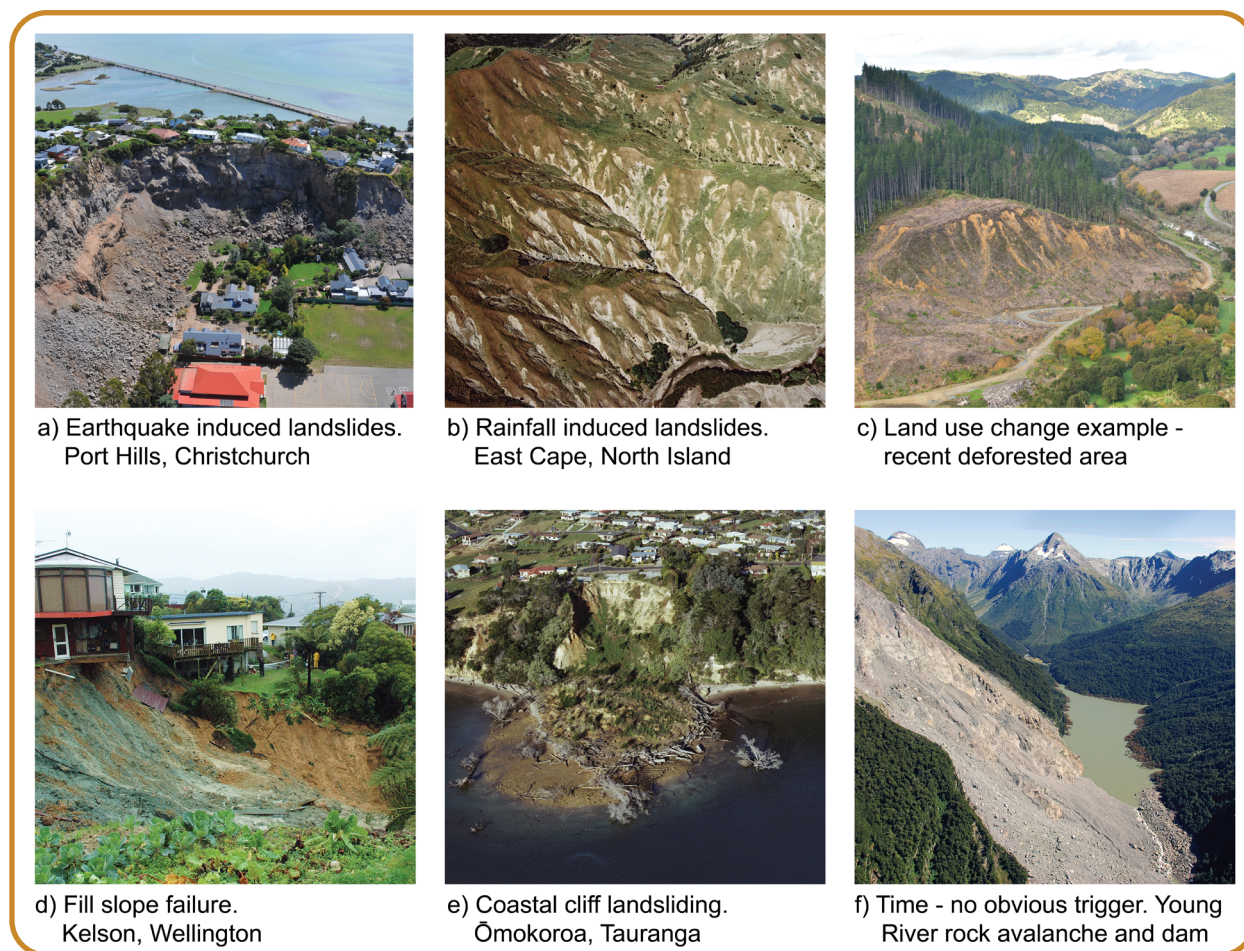 a) Earthquake induced landslides.
Port Hills, Christchurch
b) Rainfall induced landslides.
East Cape, North Island
c) Land use change example -
recent deforested area
d) Fill slope failure.
Kelson, Wellington
e) Coastal cliff landsliding.
Ōmokoroa, Tauranga
f) Time - no obvious trigger. Young
River rock avalanche and dam